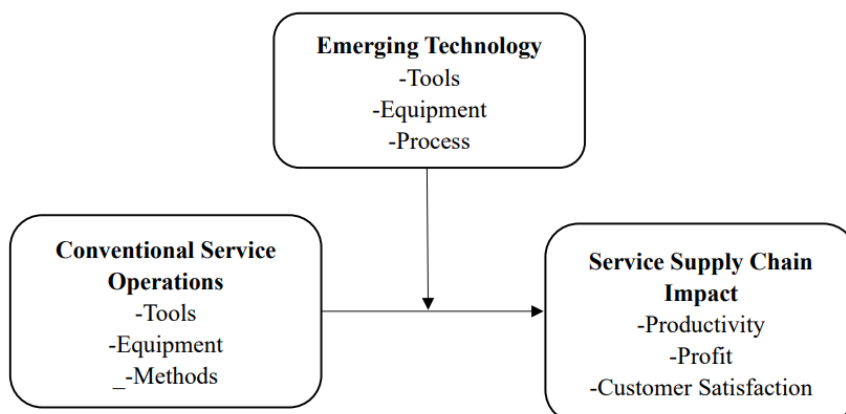 Emerging Technology
-Tools
-Equipment
-Process
Conventional Service
Operations
-Tools
-Equipment
_-Methods
Service Supply Chain
Impact
-Productivity
-Profit
-Customer Satisfaction